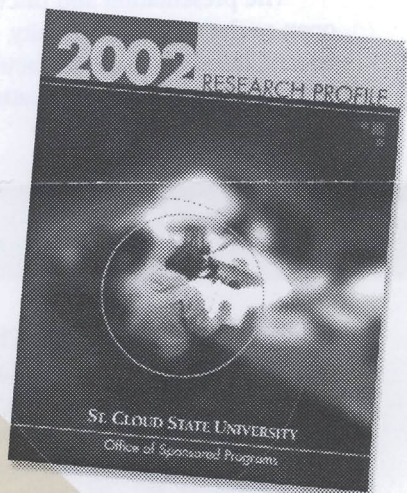 2002 RESEARCH PROFILE
ST. CLOUD STATE UNIVERSITY
Office of Sponsored Programs